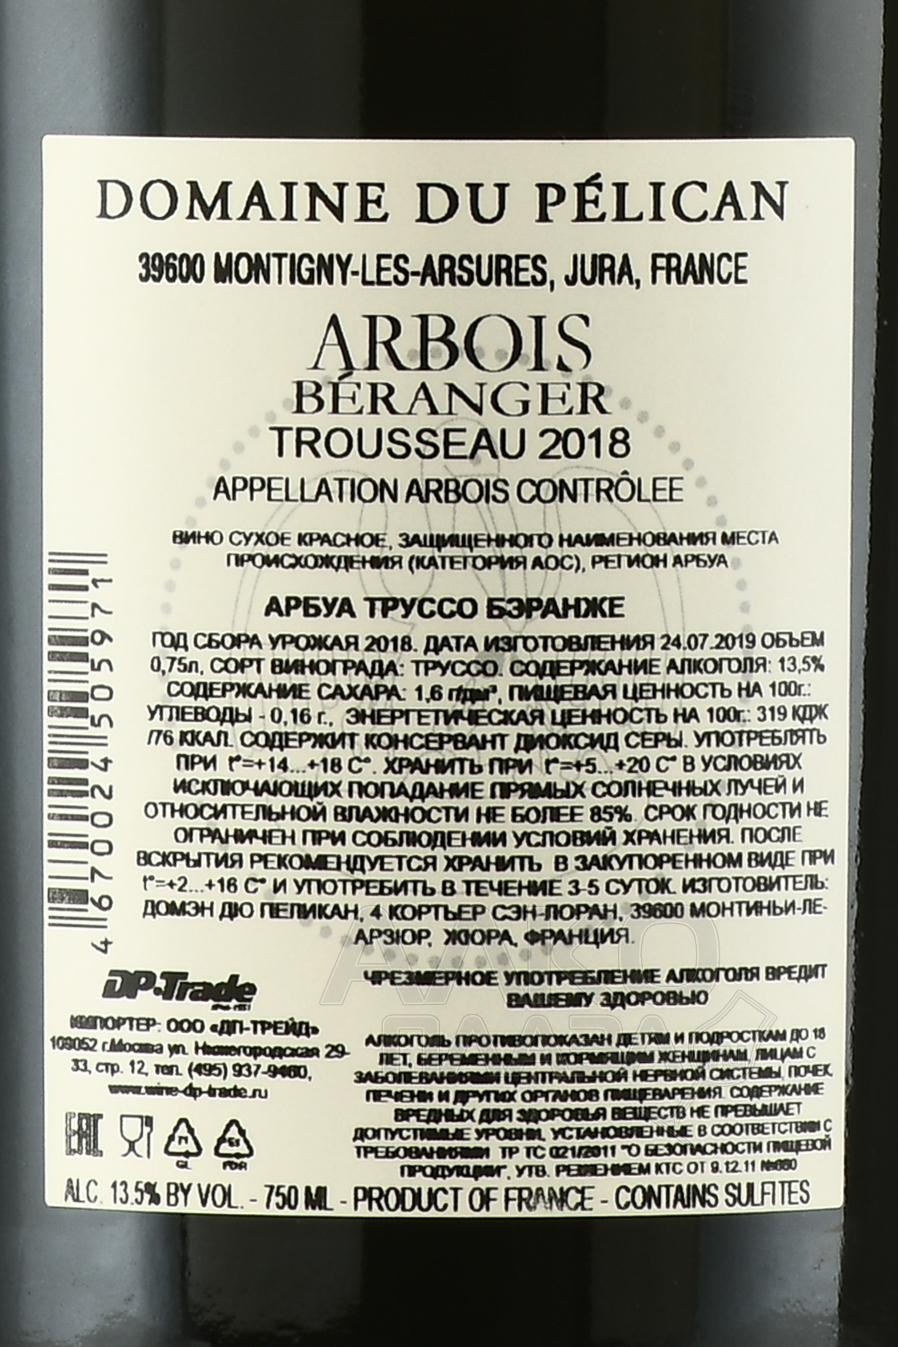 DOMAINE DU PÉLICAN
39600 MONTIGNY-LES-ARSURES, JURA, FRANCE
ARBOIS
BÉRANGER
TROUSSEAU 2018
APPELLATION ARBOIS CONTRÔLEE
ВИНО СУХОЕ КРАСНОЕ, ЗАЩИЩЕННОГО НАИМЕНОВАНИЯ МЕСТА
ПРОИСХОЖДЕНИЯ (КАТЕГОРИЯ АОС), РЕГИОН АРБУА
АРБУА ТРУССО БЭРАНЖЕ
ГОД СБОРА УРОЖАЯ 2018. ДАТА ИЗГОТОВЛЕНИЯ 24.07.2019 ОБЪЕМ
0,75л, СОРТ ВИНОГРАДА: ТРУССО. СОДЕРЖАНИЕ АЛКОГОЛЯ: 13,5%
СОДЕРЖАНИЕ САХАРА: 1,6 г/дм³, ПИЩЕВАЯ ЦЕННОСТЬ НА 100г.:
УГЛЕВОДЫ - 0,16 г., ЭНЕРГЕТИЧЕСКАЯ ЦЕННОСТЬ НА 100г.: 319 КДЖ
/76 ККАЛ. СОДЕРЖИТ КОНСЕРВАНТ ДИОКСИД СЕРЫ. УПОТРЕБЛЯТЬ
ПРИ t°=+14...+18 С°. ХРАНИТЬ ПРИ t°=+5...+20 С° В УСЛОВИЯХ
ИСКЛЮЧАЮЩИХ ПОПАДАНИЕ ПРЯМЫХ СОЛНЕЧНЫХ ЛУЧЕЙ И
ОТНОСИТЕЛЬНОЙ ВЛАЖНОСТИ НЕ БОЛЕЕ 85%. СРОК ГОДНОСТИ НЕ
ОГРАНИЧЕН ПРИ СОБЛЮДЕНИИ УСЛОВИЙ ХРАНЕНИЯ. ПОСЛЕ
ВСКРЫТИЯ РЕКОМЕНДУЕТСЯ ХРАНИТЬ В ЗАКУПОРЕННОМ ВИДЕ ПРИ
t°=+2...+16 С° И УПОТРЕБИТЬ В ТЕЧЕНИЕ 3-5 СУТОК. ИЗГОТОВИТЕЛЬ:
ДОМЭН ДЮ ПЕЛИКАН, 4 КОРТЬЕР СЭН-ЛОРАН, 39600 МОНТИНЬИ-ЛЕ-
АРЗЮР, ЖЮРА, ФРАНЦИЯ.
4670024505971
DP-Trade
ИМПОРТЕР: ООО «ДП-ТРЕЙД»
109052 г.Москва ул. Нижегородская 29-
33, стр. 12, тел. (495) 937-9460,
www.wine-dp-trade.ru
EAC
GL
FOR
ЧРЕЗМЕРНОЕ УПОТРЕБЛЕНИЕ АЛКОГОЛЯ ВРЕДИТ
ВАШЕМУ ЗДОРОВЬЮ
АЛКОГОЛЬ ПРОТИВОПОКАЗАН ДЕТЯМ И ПОДРОСТКАМ ДО 18
ЛЕТ, БЕРЕМЕННЫМ И КОРМЯЩИМ ЖЕНЩИНАМ, ЛИЦАМ С
ЗАБОЛЕВАНИЯМИ ЦЕНТРАЛЬНОЙ НЕРВНОЙ СИСТЕМЫ, ПОЧЕК,
ПЕЧЕНИ И ДРУГИХ ОРГАНОВ ПИЩЕВАРЕНИЯ. СОДЕРЖАНИЕ
ВРЕДНЫХ ДЛЯ ЗДОРОВЬЯ ВЕЩЕСТВ НЕ ПРЕВЫШАЕТ
ДОПУСТИМЫЕ УРОВНИ, УСТАНОВЛЕННЫЕ В СООТВЕТСТВИИ С
ТРЕБОВАНИЯМИ ТР ТС 021/2011 "О БЕЗОПАСНОСТИ ПИЩЕВОЙ
ПРОДУКЦИИ", УТВ. РЕШЕНИЕМ КТС ОТ 9.12.11 №880
ALC. 13.5% BY VOL. - 750 ML - PRODUCT OF FRANCE - CONTAINS SULFITES